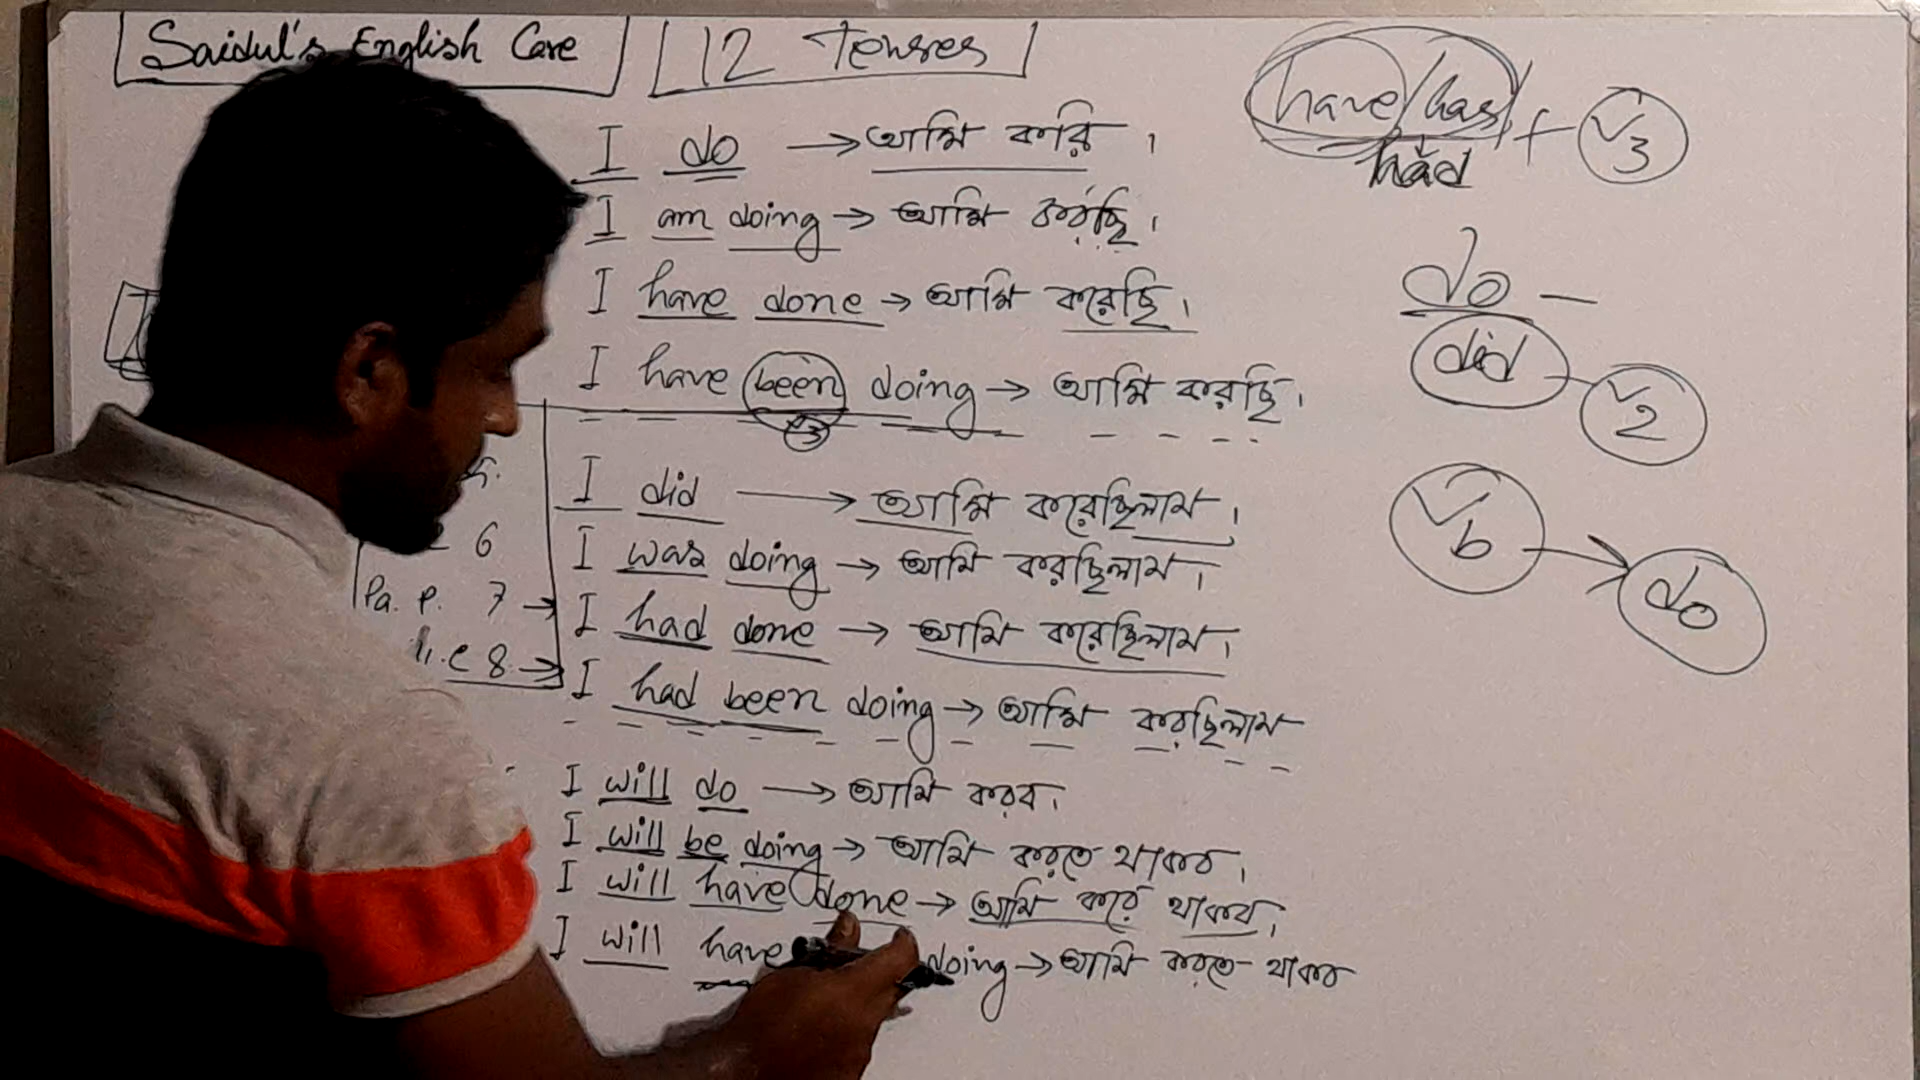 Saidul's English Care 12 Tenses
I do → আমি করি।
I am doing → আমি করছি।
I have done → আমি করেছি।
I have been doing → আমি করছি।
V3
I did → আমি করেছিলাম।
I was doing → আমি করছিলাম।
I had done → আমি করেছিলাম।
I had been doing → আমি করছিলাম
I will do → আমি করব।
I will be doing → আমি করতে থাকব।
I will have done → আমি করে থাকব।
I will have doing → আমি করতে থাকব
6
Pa. p. 7 →
8 →
have/has + V3
had
do —
did — V2
Vb → do